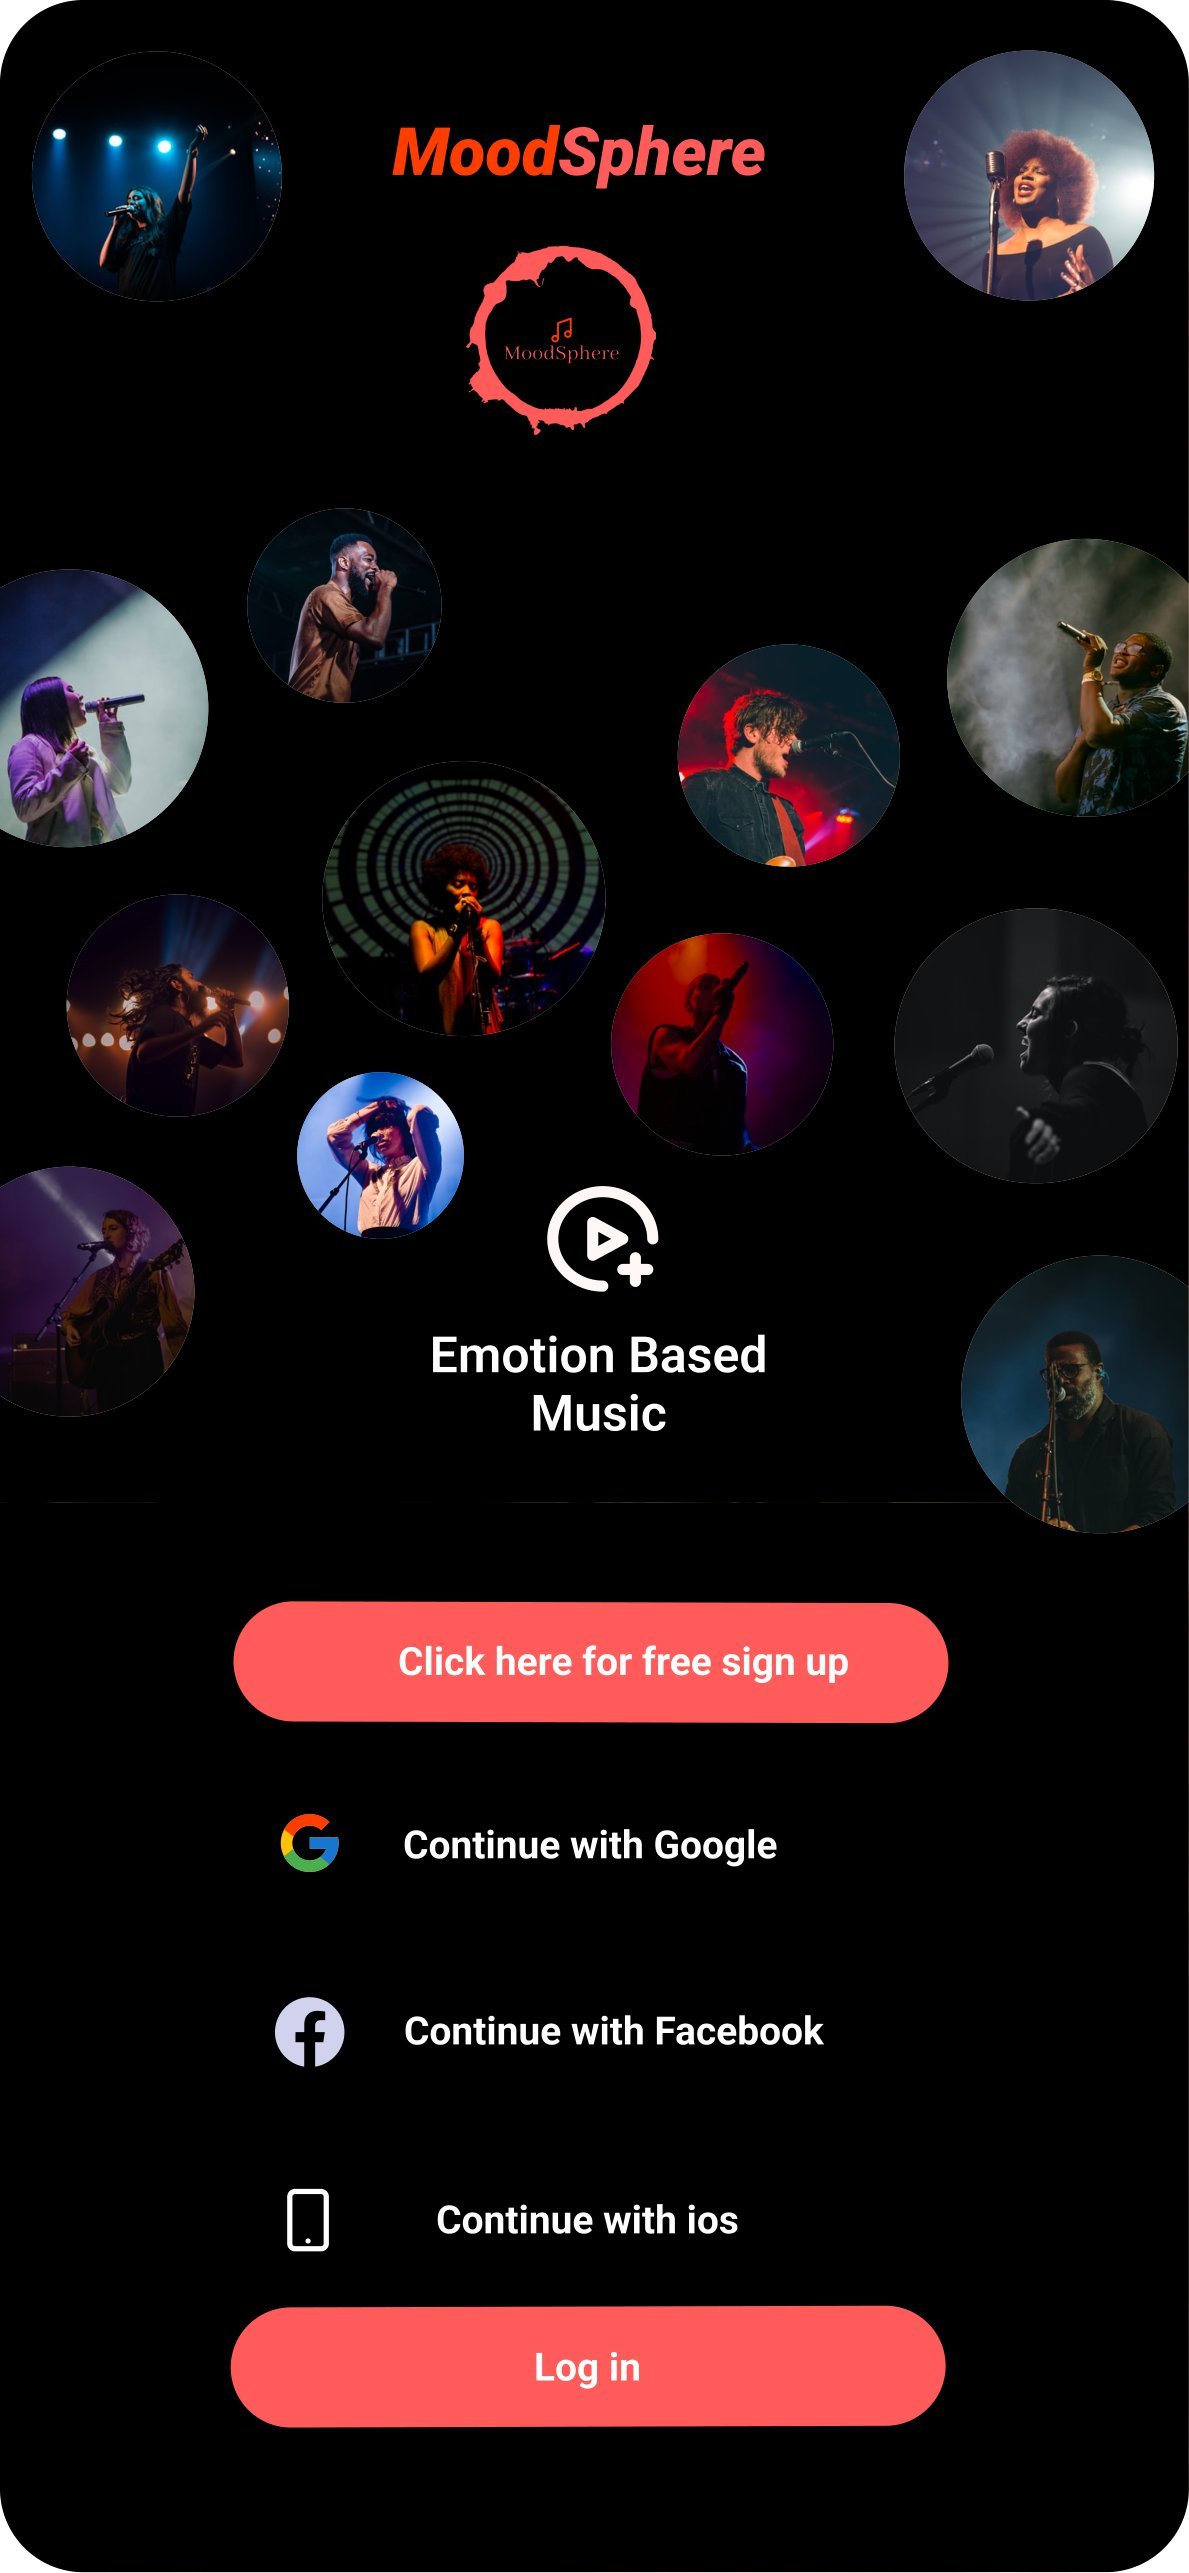 MoodSphere
MoodSphere
Emotion Based
Music
Click here for free sign up
Continue with Google
Continue with Facebook
Continue with ios
Log in